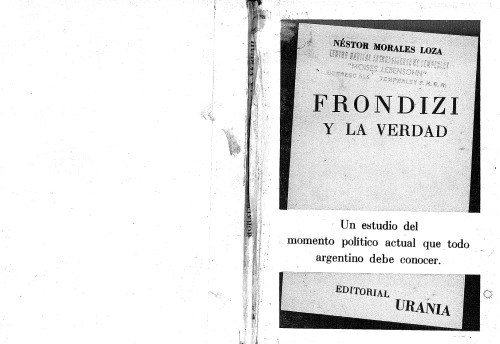 NÉSTOR MORALES LOZA
"MOISES LEBENSOHN"
FRONDIZI
Y LA VERDAD
Un estudio del
momento político actual que todo
argentino debe conocer.
EDITORIAL
URANIA